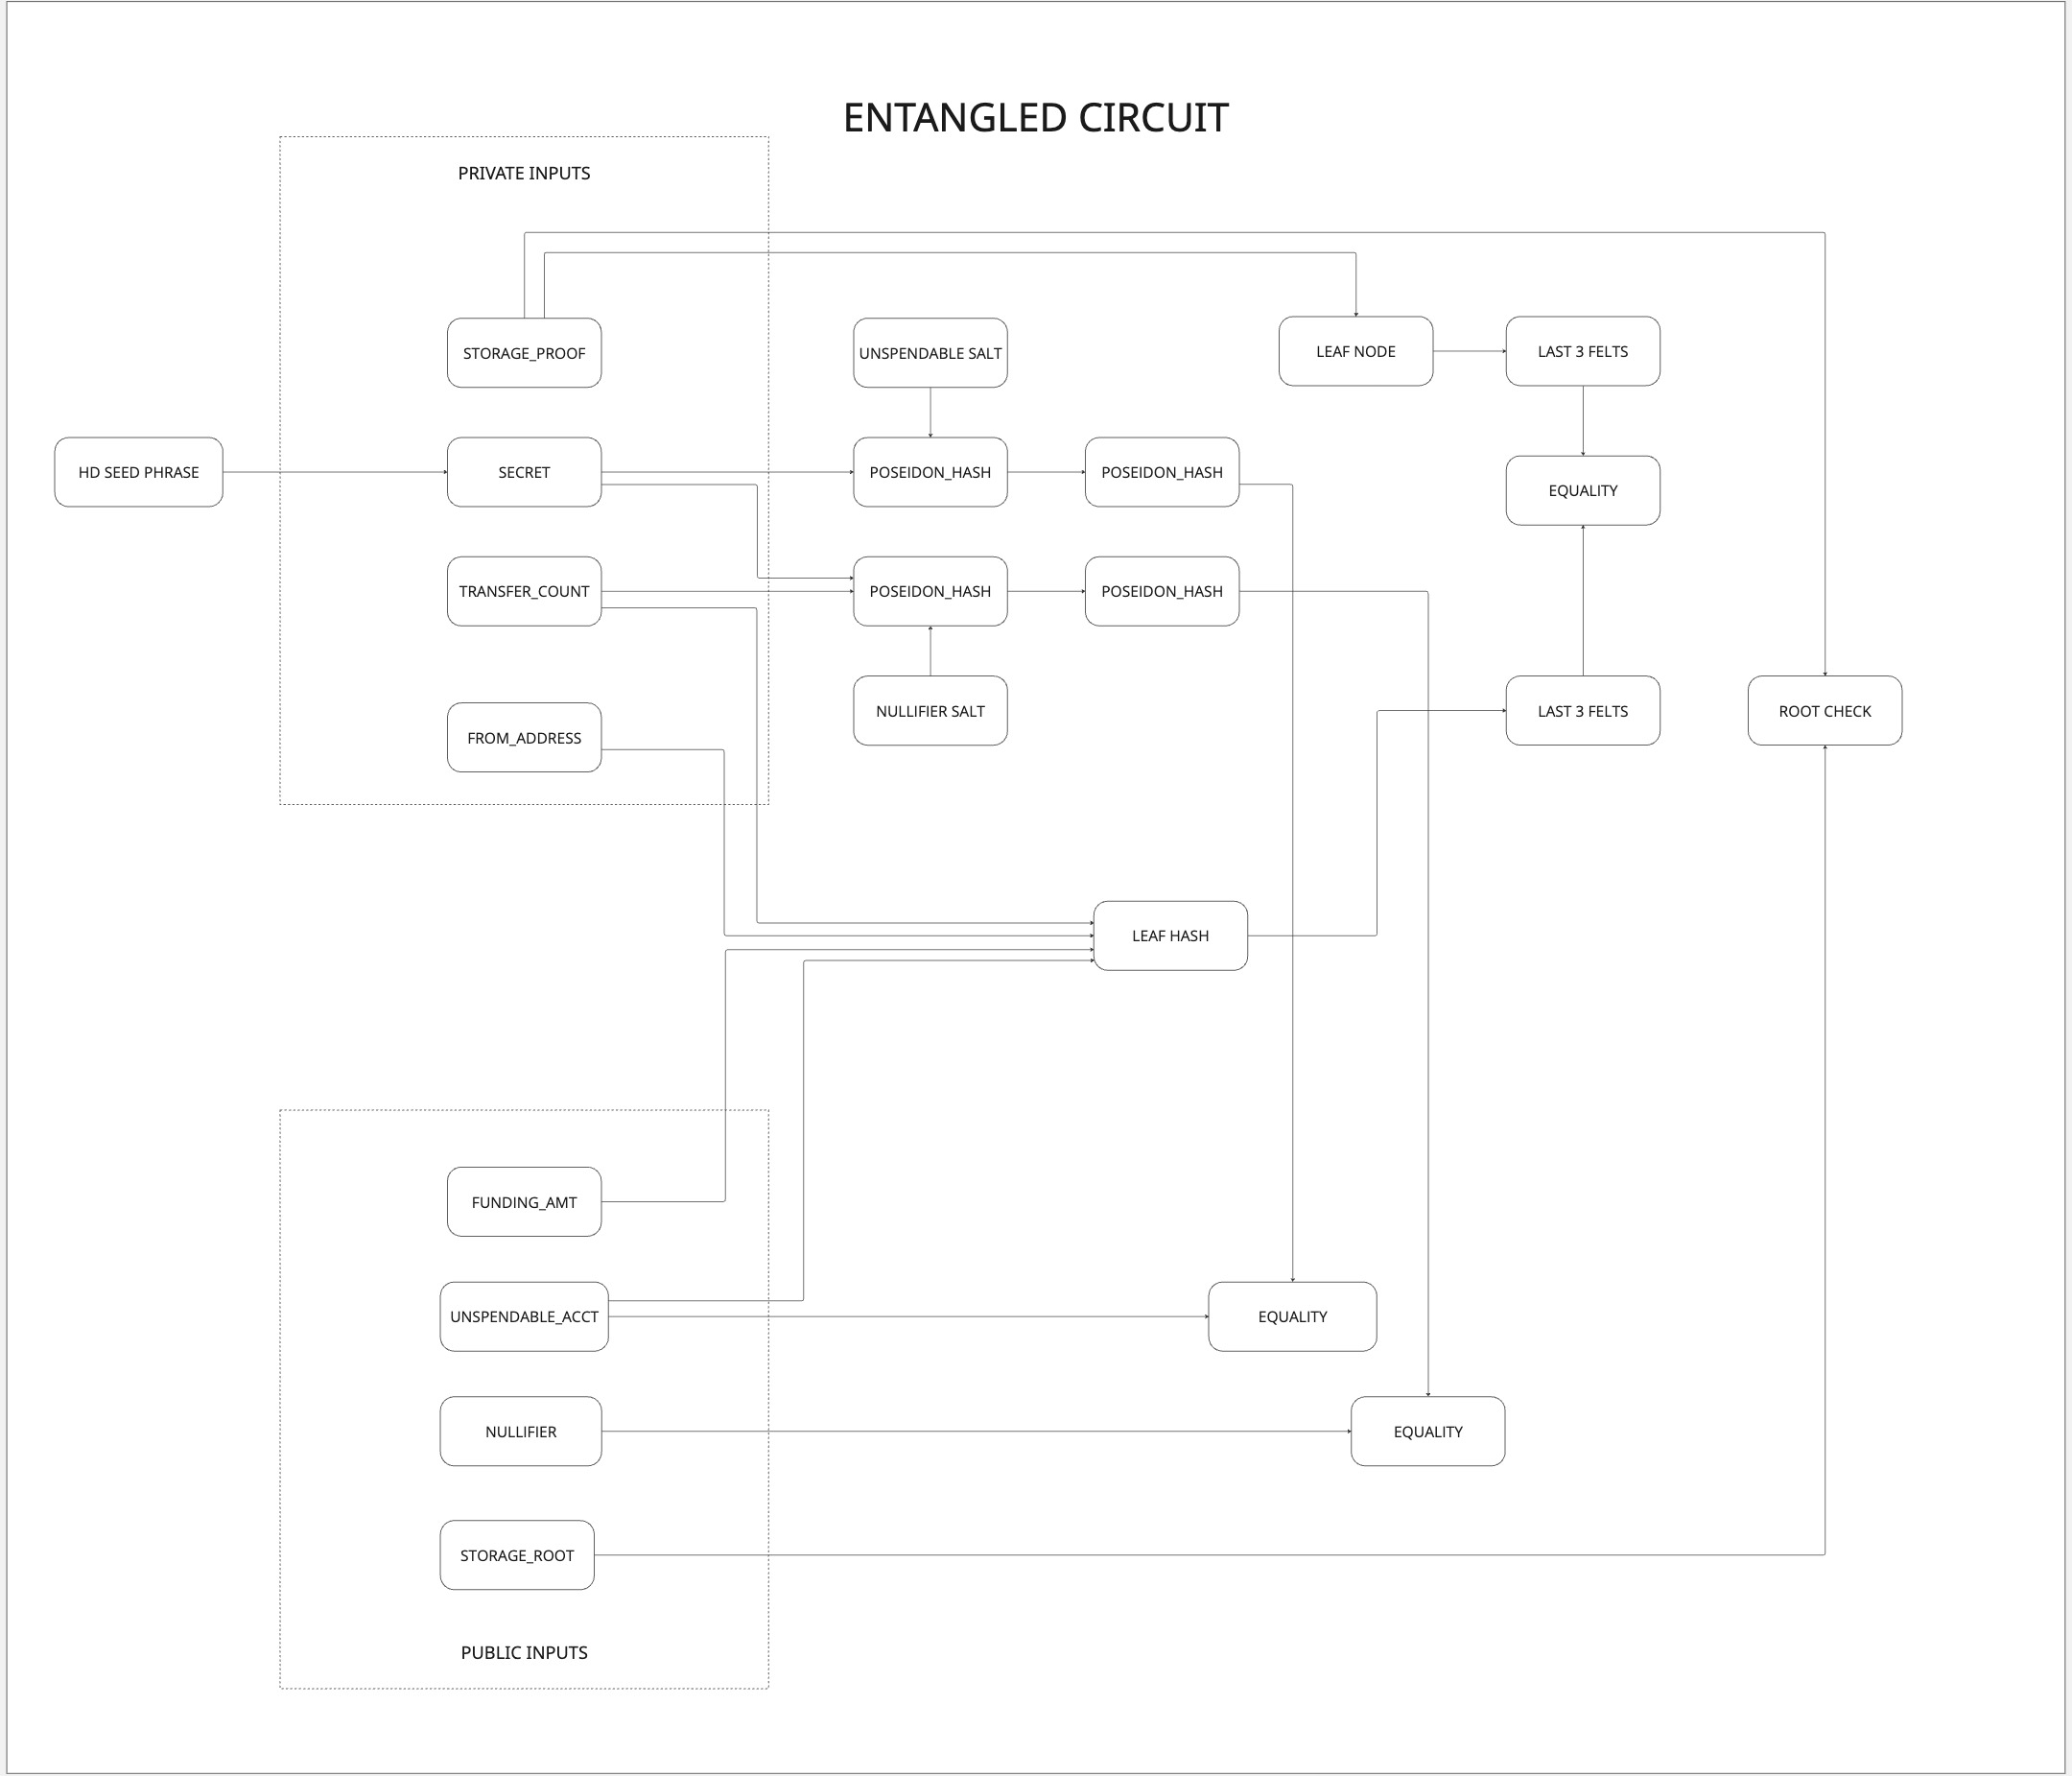 ENTANGLED CIRCUIT
PRIVATE INPUTS
STORAGE_PROOF
UNSPENDABLE SALT
LEAF NODE
LAST 3 FELTS
HD SEED PHRASE
SECRET
POSEIDON_HASH
POSEIDON_HASH
EQUALITY
TRANSFER_COUNT
POSEIDON_HASH
POSEIDON_HASH
FROM_ADDRESS
NULLIFIER SALT
LAST 3 FELTS
ROOT CHECK
LEAF HASH
FUNDING_AMT
UNSPENDABLE_ACCT
EQUALITY
NULLIFIER
EQUALITY
STORAGE_ROOT
PUBLIC INPUTS